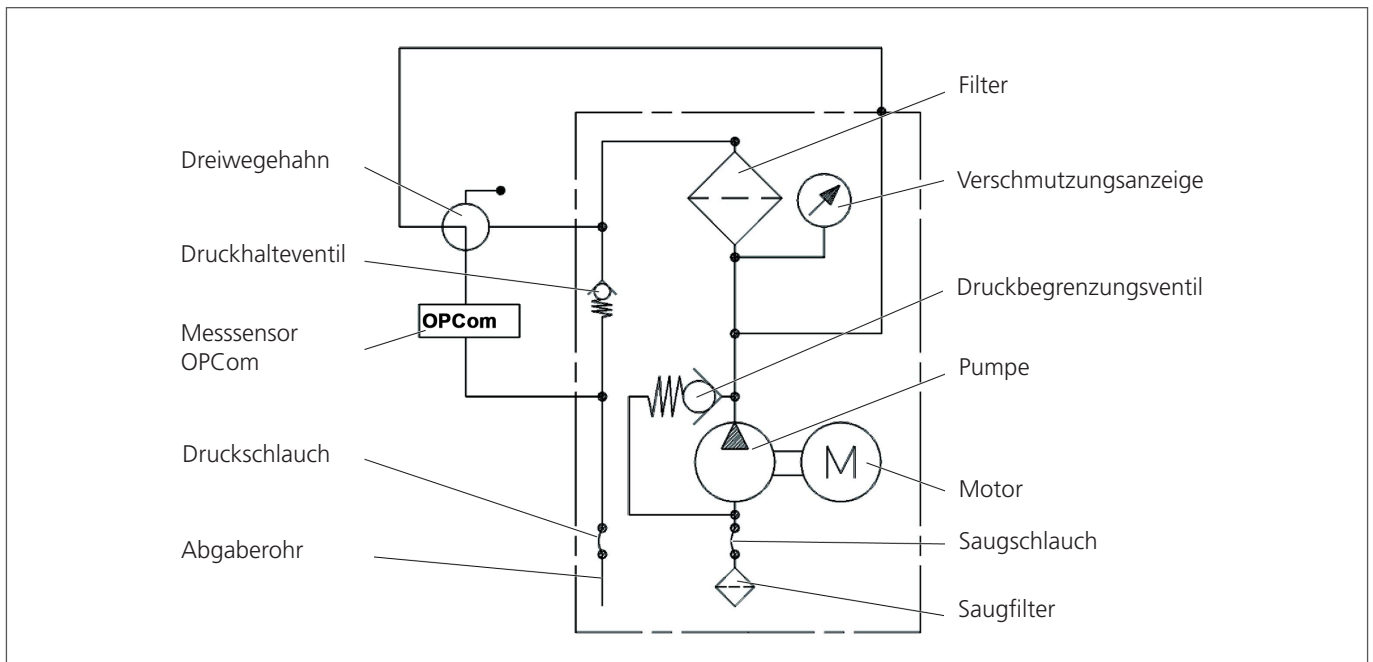 Dreiwegehahn
Druckhalteventil
Messsensor
OPCom
OPCom
Druckschlauch
Abgaberohr
Filter
Verschmutzungsanzeige
Druckbegrenzungsventil
Pumpe
M
Motor
Saugschlauch
Saugfilter